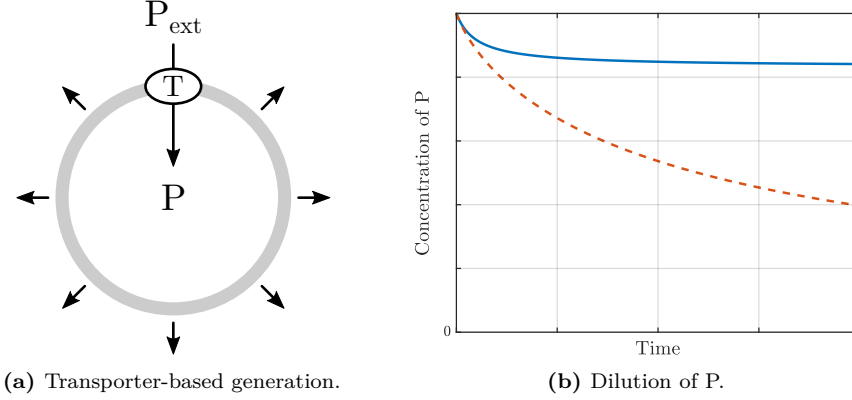 P_ext
T
P
(a) Transporter-based generation.
Concentration of P
0
Time
(b) Dilution of P.